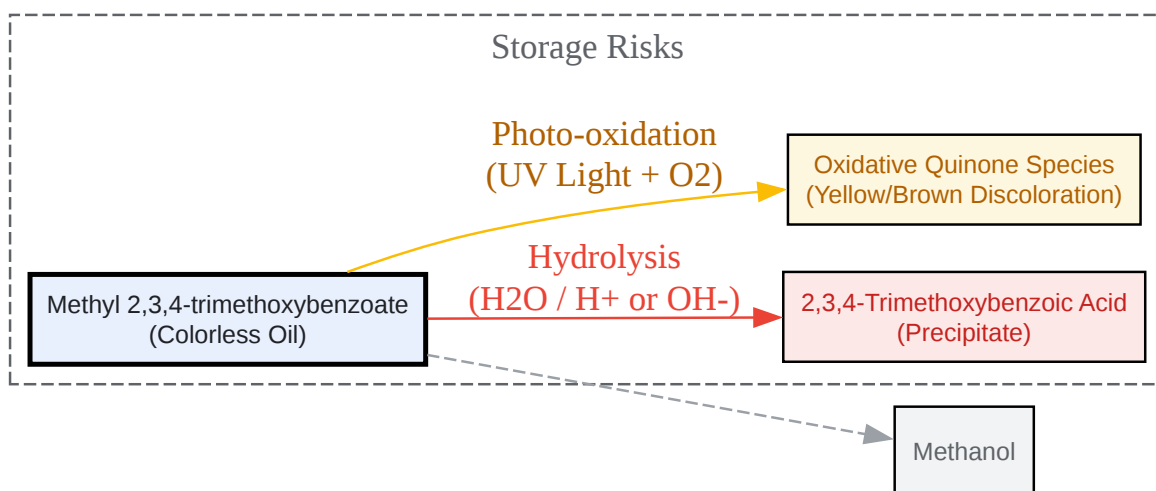 Storage Risks
Photo-oxidation
(UV Light + O2)
Oxidative Quinone Species
(Yellow/Brown Discoloration)
Hydrolysis
(H2O / H+ or OH-)
Methyl 2,3,4-trimethoxybenzoate
(Colorless Oil)
2,3,4-Trimethoxybenzoic Acid
(Precipitate)
Methanol